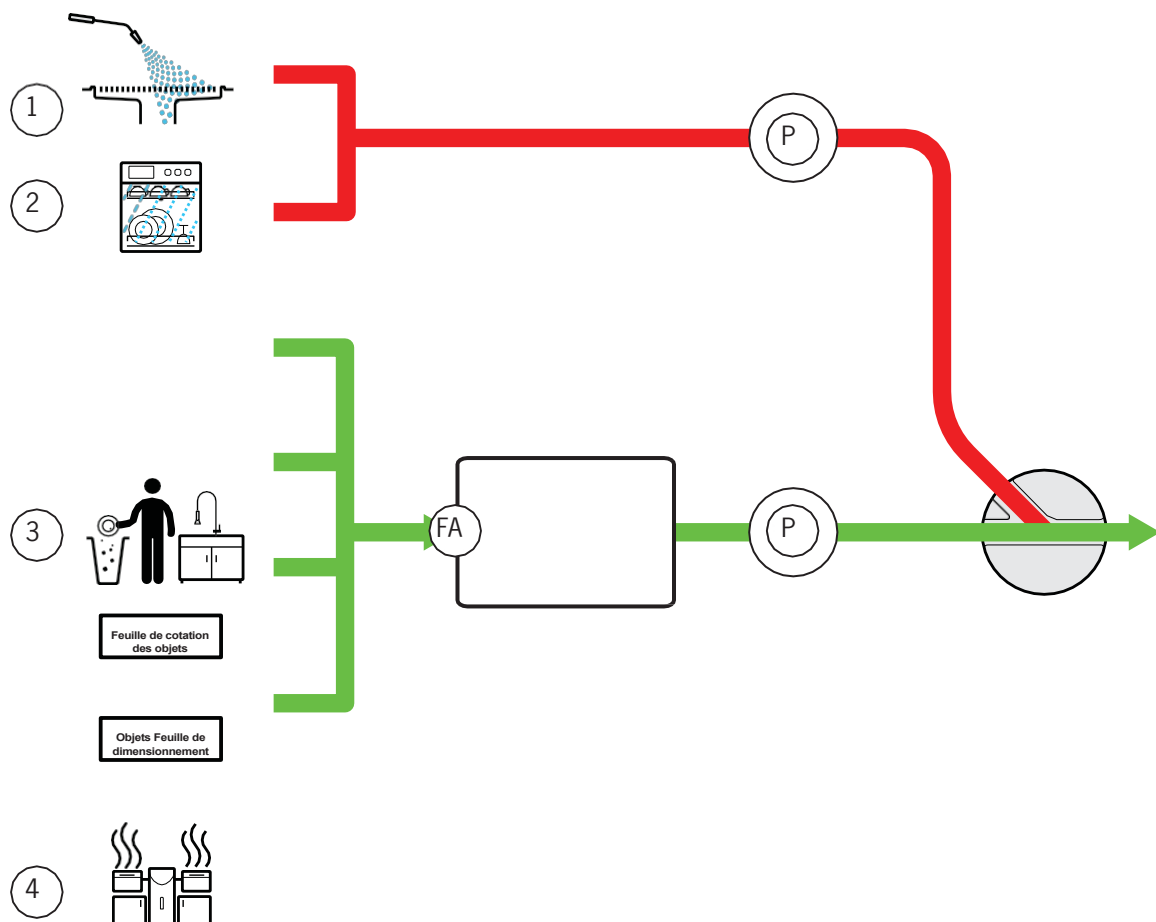 1
P
2
3
FA
P
Feuille de cotation
des objets
Objets Feuille de
dimensionnement
4